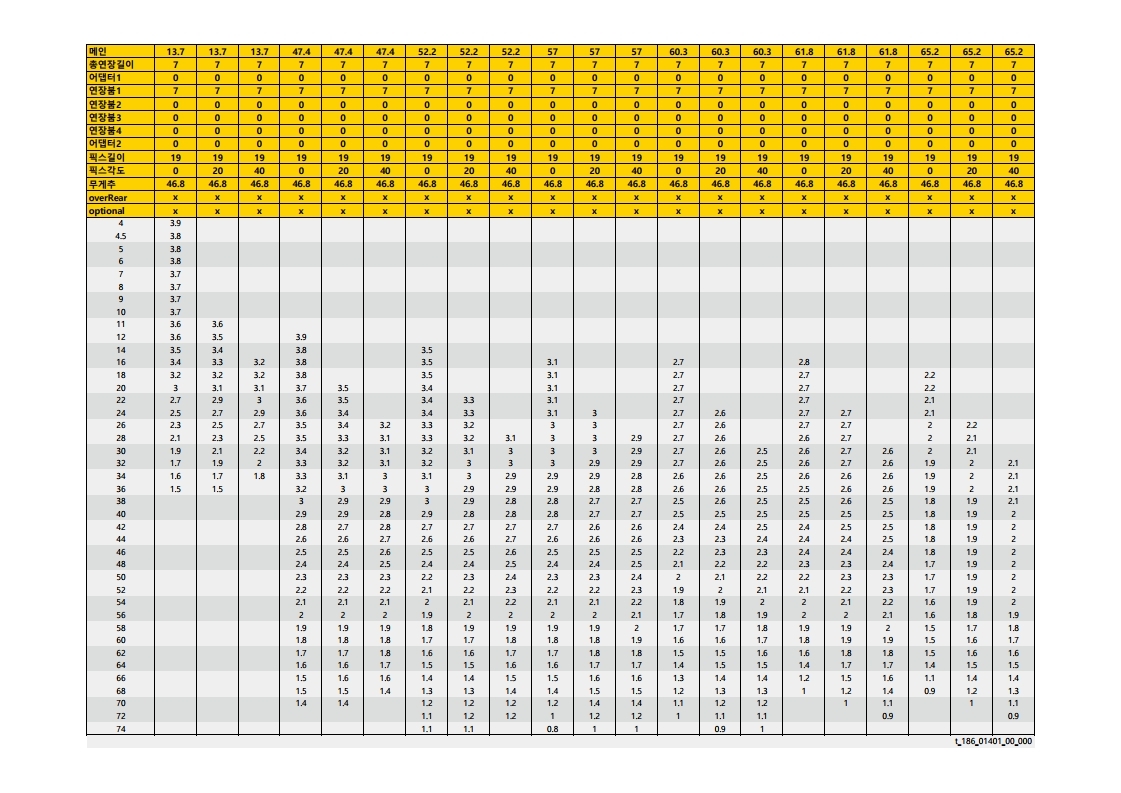 메인 13.7 13.7 13.7 47.4 47.4 47.4 52.2 52.2 52.2 57 57 57 60.3 60.3 60.3 61.8 61.8 61.8 65.2 65.2 65.2
총연장길이 7 7 7 7 7 7 7 7 7 7 7 7 7 7 7 7 7 7 7 7 7
어댑터1 0 0 0 0 0 0 0 0 0 0 0 0 0 0 0 0 0 0 0 0 0
연장붐1 7 7 7 7 7 7 7 7 7 7 7 7 7 7 7 7 7 7 7 7 7
연장붐2 0 0 0 0 0 0 0 0 0 0 0 0 0 0 0 0 0 0 0 0 0
연장붐3 0 0 0 0 0 0 0 0 0 0 0 0 0 0 0 0 0 0 0 0 0
연장붐4 0 0 0 0 0 0 0 0 0 0 0 0 0 0 0 0 0 0 0 0 0
어댑터2 0 0 0 0 0 0 0 0 0 0 0 0 0 0 0 0 0 0 0 0 0
픽스길이 19 19 19 19 19 19 19 19 19 19 19 19 19 19 19 19 19 19 19 19 19
픽스각도 0 20 40 0 20 40 0 20 40 0 20 40 0 20 40 0 20 40 0 20 40
무게추 46.8 46.8 46.8 46.8 46.8 46.8 46.8 46.8 46.8 46.8 46.8 46.8 46.8 46.8 46.8 46.8 46.8 46.8 46.8 46.8 46.8
overRear x x x x x x x x x x x x x x x x x x x x x
optional x x x x x x x x x x x x x x x x x x x x x
4 3.9
4.5 3.8
5 3.8
6 3.8
7 3.7
8 3.7
9 3.7
10 3.7
11 3.6 3.6
12 3.6 3.5 3.9
14 3.5 3.4 3.8 3.5
16 3.4 3.3 3.2 3.8 3.5 3.1 2.7 2.8
18 3.2 3.2 3.2 3.8 3.5 3.1 2.7 2.7 2.2
20 3 3.1 3.1 3.7 3.5 3.4 3.1 2.7 2.7 2.2
22 2.7 2.9 3 3.6 3.5 3.4 3.3 3.1 2.7 2.7 2.1
24 2.5 2.7 2.9 3.6 3.4 3.4 3.3 3.1 3 2.7 2.6 2.7 2.7 2.1
26 2.3 2.5 2.7 3.5 3.4 3.2 3.3 3.2 3 3 2.7 2.6 2.7 2.7 2 2.2
28 2.1 2.3 2.5 3.5 3.3 3.1 3.3 3.2 3.1 3 3 2.9 2.7 2.6 2.6 2.7 2 2.1
30 1.9 2.1 2.2 3.4 3.2 3.1 3.2 3.1 3 3 3 2.9 2.7 2.6 2.5 2.6 2.7 2.6 2 2.1
32 1.7 1.9 2 3.3 3.2 3.1 3.2 3 3 3 2.9 2.9 2.7 2.6 2.5 2.6 2.7 2.6 1.9 2 2.1
34 1.6 1.7 1.8 3.3 3.1 3 3.1 3 2.9 2.9 2.9 2.8 2.6 2.6 2.5 2.5 2.6 2.6 1.9 2 2.1
36 1.5 1.5 3.2 3 3 3 2.9 2.9 2.9 2.8 2.8 2.6 2.6 2.5 2.5 2.6 2.6 1.9 2 2.1
38 3 2.9 2.9 3 2.9 2.8 2.8 2.7 2.7 2.5 2.6 2.5 2.5 2.6 2.6 1.8 1.9 2.1
40 2.9 2.9 2.8 2.9 2.8 2.8 2.8 2.7 2.7 2.5 2.5 2.5 2.5 2.5 2.5 1.8 1.9 2
42 2.8 2.7 2.8 2.7 2.7 2.7 2.7 2.6 2.6 2.4 2.4 2.5 2.4 2.5 2.5 1.8 1.9 2
44 2.6 2.6 2.7 2.6 2.6 2.7 2.6 2.6 2.6 2.3 2.3 2.4 2.4 2.4 2.5 1.8 1.9 2
46 2.5 2.5 2.6 2.5 2.5 2.6 2.5 2.5 2.5 2.2 2.3 2.3 2.4 2.4 2.4 1.8 1.9 2
48 2.4 2.4 2.5 2.4 2.4 2.5 2.4 2.4 2.5 2.1 2.2 2.2 2.3 2.3 2.4 1.7 1.9 2
50 2.3 2.3 2.3 2.2 2.3 2.4 2.3 2.3 2.4 2 2.1 2.2 2.2 2.3 2.3 1.7 1.9 2
52 2.2 2.2 2.2 2.1 2.2 2.3 2.2 2.2 2.3 1.9 2 2.1 2.1 2.2 2.3 1.7 1.9 2
54 2.1 2.1 2.1 2 2.1 2.2 2.1 2.1 2.2 1.8 1.9 2 2 2.1 2.2 1.6 1.9 2
56 2 2 2 1.9 2 2 2 2 2.1 1.7 1.8 1.9 2 2 2.1 1.6 1.8 1.9
58 1.9 1.9 1.9 1.8 1.9 1.9 1.9 1.9 2 1.7 1.7 1.8 1.9 1.9 2 1.5 1.7 1.8
60 1.8 1.8 1.8 1.7 1.7 1.8 1.8 1.8 1.9 1.6 1.6 1.7 1.8 1.9 1.9 1.5 1.6 1.7
62 1.7 1.7 1.8 1.6 1.6 1.7 1.7 1.8 1.8 1.5 1.5 1.6 1.6 1.8 1.8 1.5 1.6 1.6
64 1.6 1.6 1.7 1.5 1.5 1.6 1.6 1.7 1.7 1.4 1.5 1.5 1.4 1.7 1.7 1.4 1.5 1.5
66 1.5 1.6 1.6 1.4 1.4 1.5 1.5 1.6 1.6 1.3 1.4 1.4 1.2 1.5 1.6 1.1 1.4 1.4
68 1.5 1.5 1.4 1.3 1.3 1.4 1.4 1.5 1.5 1.2 1.3 1.3 1 1.2 1.4 0.9 1.2 1.3
70 1.4 1.4 1.2 1.2 1.2 1.2 1.4 1.4 1.1 1.2 1.2 1 1.1 1 1.1
72 1.1 1.2 1.2 1 1.2 1.2 1 1.1 1.1 0.9 0.9
74 1.1 1.1 0.8 1 1 0.9 1
t_186_01401_00_000